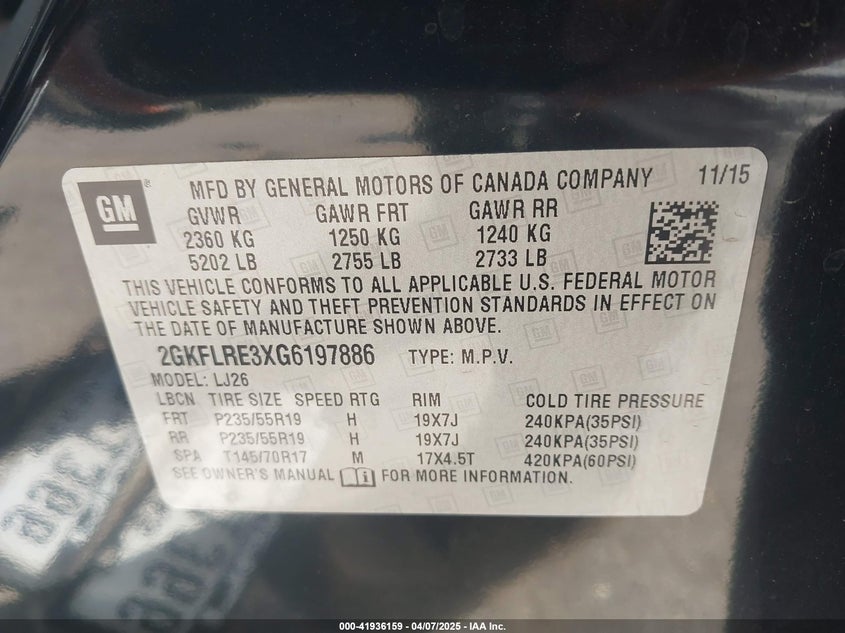 GM
MFD BY GENERAL MOTORS OF CANADA COMPANY 11/15
GVWR GAWR FRT GAWR RR
2360 KG 1250 KG 1240 KG
5202 LB 2755 LB 2733 LB
THIS VEHICLE CONFORMS TO ALL APPLICABLE U.S. FEDERAL MOTOR
VEHICLE SAFETY AND THEFT PREVENTION STANDARDS IN EFFECT ON
THE DATE OF MANUFACTURE SHOWN ABOVE.
2GKFLRE3XG6197886 TYPE: M.P.V.
MODEL: LJ26
LBCN TIRE SIZE SPEED RTG RIM COLD TIRE PRESSURE
FRT P235/55R19 H 19X7J 240KPA(35PSI)
RR P235/55R19 H 19X7J 240KPA(35PSI)
SPA T145/70R17 M 17X4.5T 420KPA(60PSI)
SEE OWNER'S MANUAL FOR MORE INFORMATION.
000-41936159 — 04/07/2025 — IAA Inc.